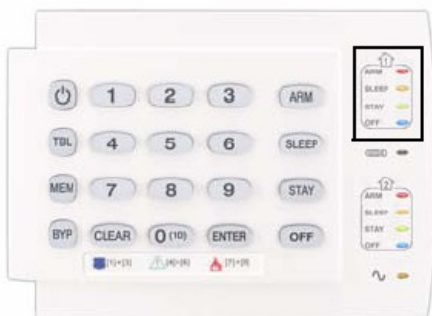 1 2 3 ARM
TBL 4 5 6 SLEEP
MEM 7 8 9 STAY
BYP CLEAR 0(10) ENTER OFF
[1]+[3] [4]+[6] [7]+[9]
1
ARM
SLEEP
STAY
OFF
2
ARM
SLEEP
STAY
OFF